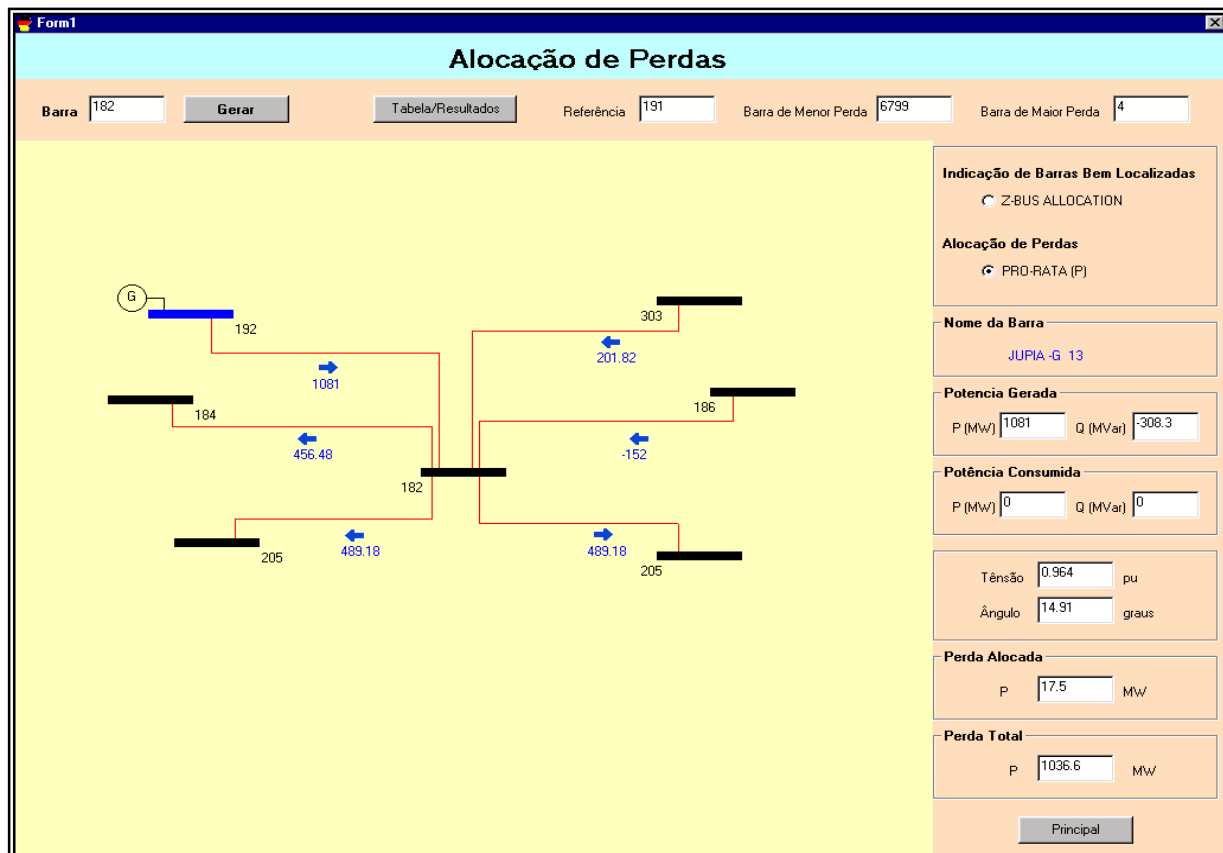 Form1
Alocação de Perdas
Barra 182 Gerar Tabela/Resultados Referência 191 Barra de Menor Perda 6799 Barra de Maior Perda 4
Indicação de Barras Bem Localizadas
Z-BUS ALLOCATION
Alocação de Perdas
PRO-RATA (P)
Nome da Barra
JUPIA -G 13
Potencia Gerada
P (MW) 1081 Q (MVar) -308.3
Potência Consumida
P (MW) 0 Q (MVar) 0
Tênsão 0.964 pu
Ângulo 14.91 graus
Perda Alocada
P 17.5 MW
Perda Total
P 1036.6 MW
Principal
G
192
303
1081
201.82
184
186
456.48
-152
182
205
489.18
489.18
205